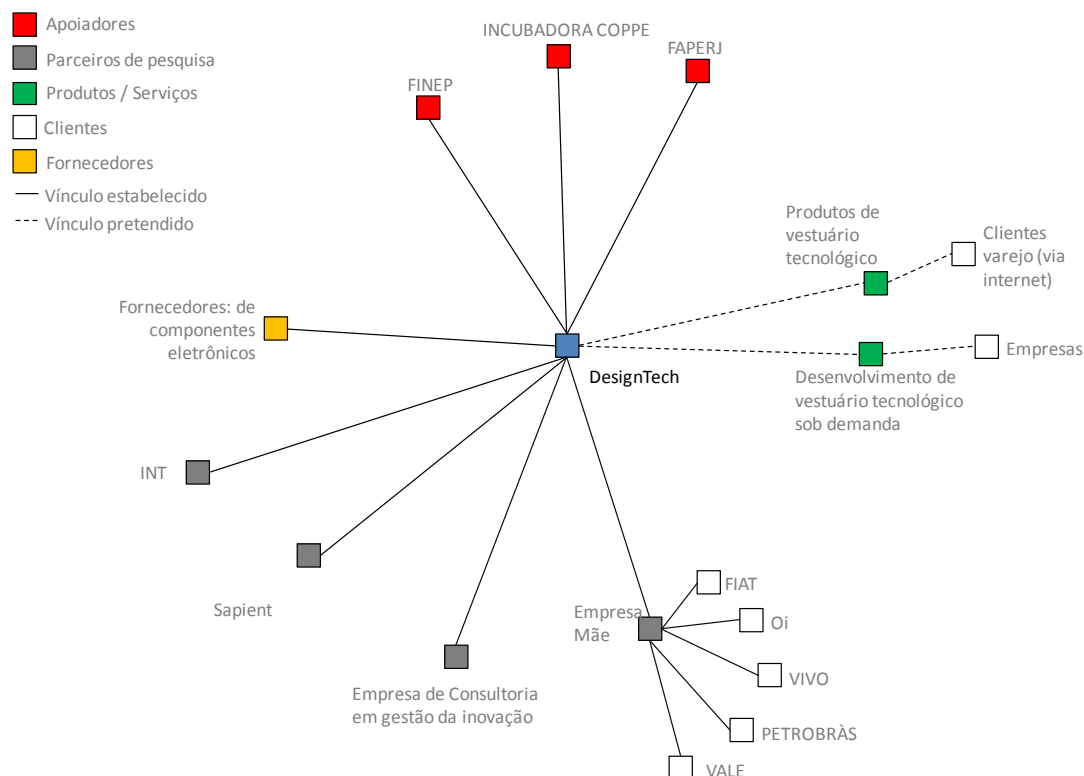 Apoiadores
Parceiros de pesquisa
Produtos / Serviços
Clientes
Fornecedores
Vínculo estabelecido
Vínculo pretendido
INCUBADORA COPPE
FAPERJ
FINEP
Produtos de
vestuário
tecnológico
Clientes
varejo (via
internet)
Fornecedores: de
componentes
eletrônicos
DesignTech
Empresas
Desenvolvimento de
vestuário tecnológico
sob demanda
INT
Sapient
Empresa de Consultoria
em gestão da inovação
Empresa
Mãe
FIAT
Oi
VIVO
PETROBRÀS
VALE